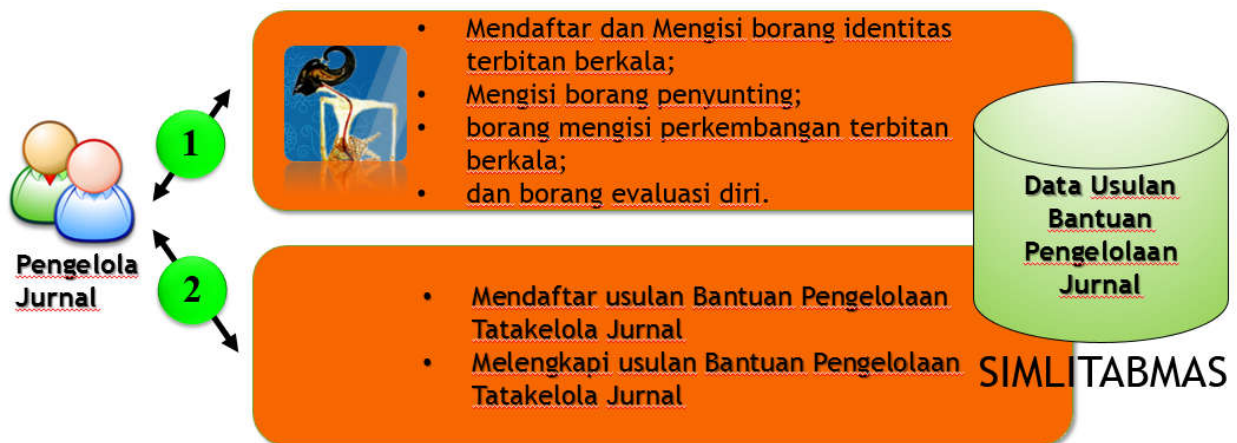 Pengelola
Jurnal
1
• Mendaftar dan Mengisi borang identitas
terbitan berkala;
• Mengisi borang penyunting;
• borang mengisi perkembangan terbitan
berkala;
• dan borang evaluasi diri.
2
• Mendaftar usulan Bantuan Pengelolaan
Tatakelola Jurnal
• Melengkapi usulan Bantuan Pengelolaan
Tatakelola Jurnal
Data Usulan
Bantuan
Pengelolaan
Jurnal
SIMLITABMAS